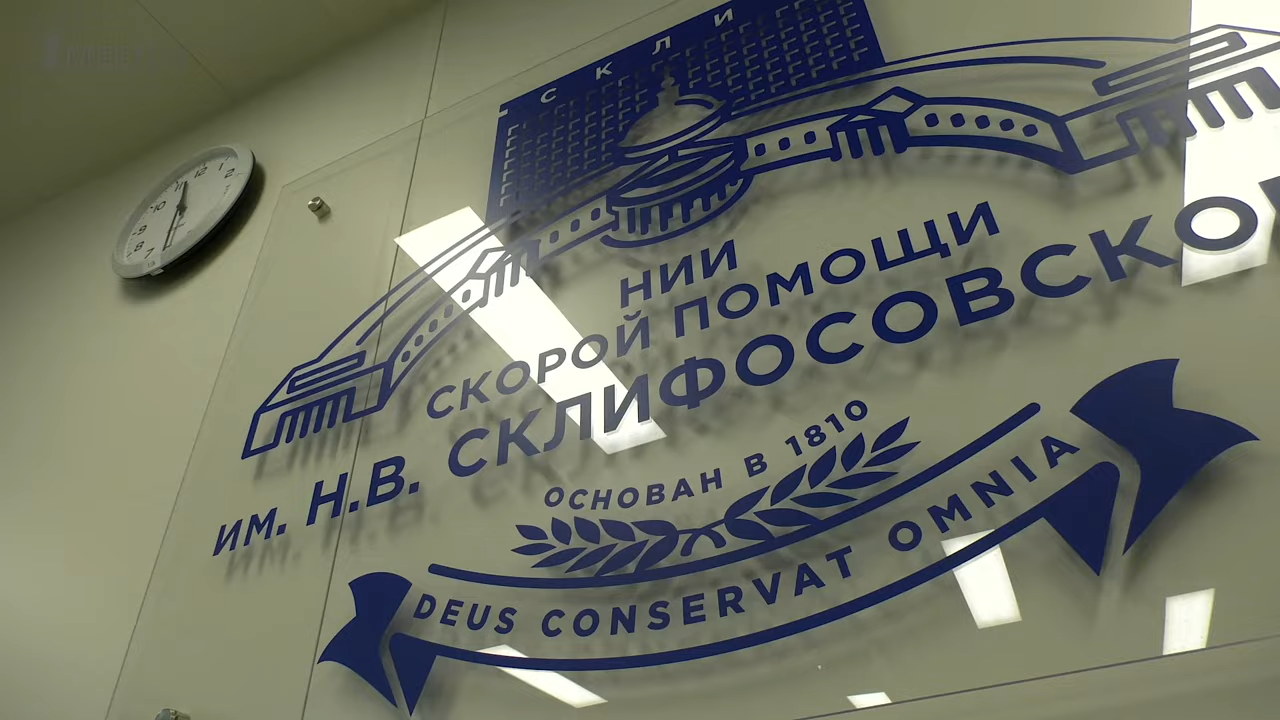 СКЛИ
НИИ
СКОРОЙ ПОМОЩИ
ИМ. Н.В. СКЛИФОСОВСКО
ОСНОВАН В 1810
DEUS CONSERVAT OMNIA